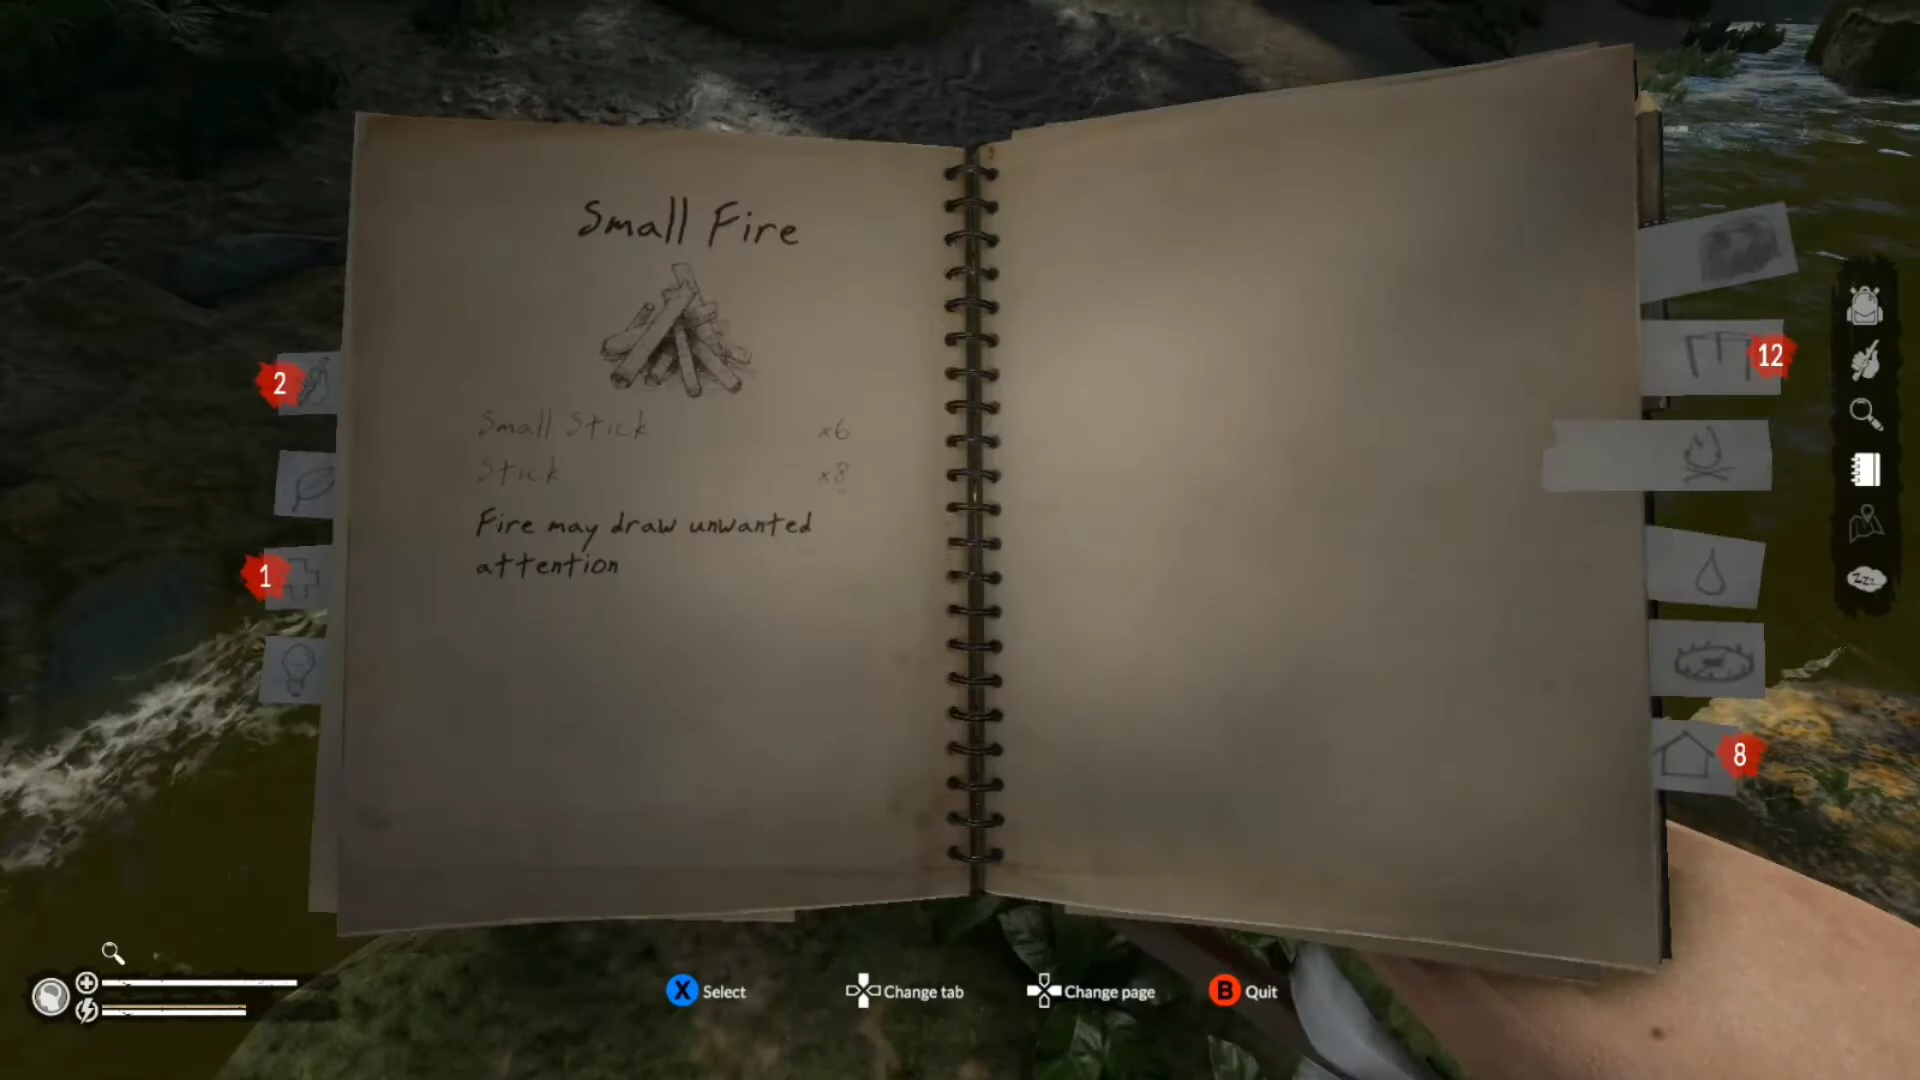 Small Fire
Small Stick x6
Stick x8
Fire may draw unwanted
attention
2
1
12
8
zzz
X Select
Change tab
Change page
B Quit